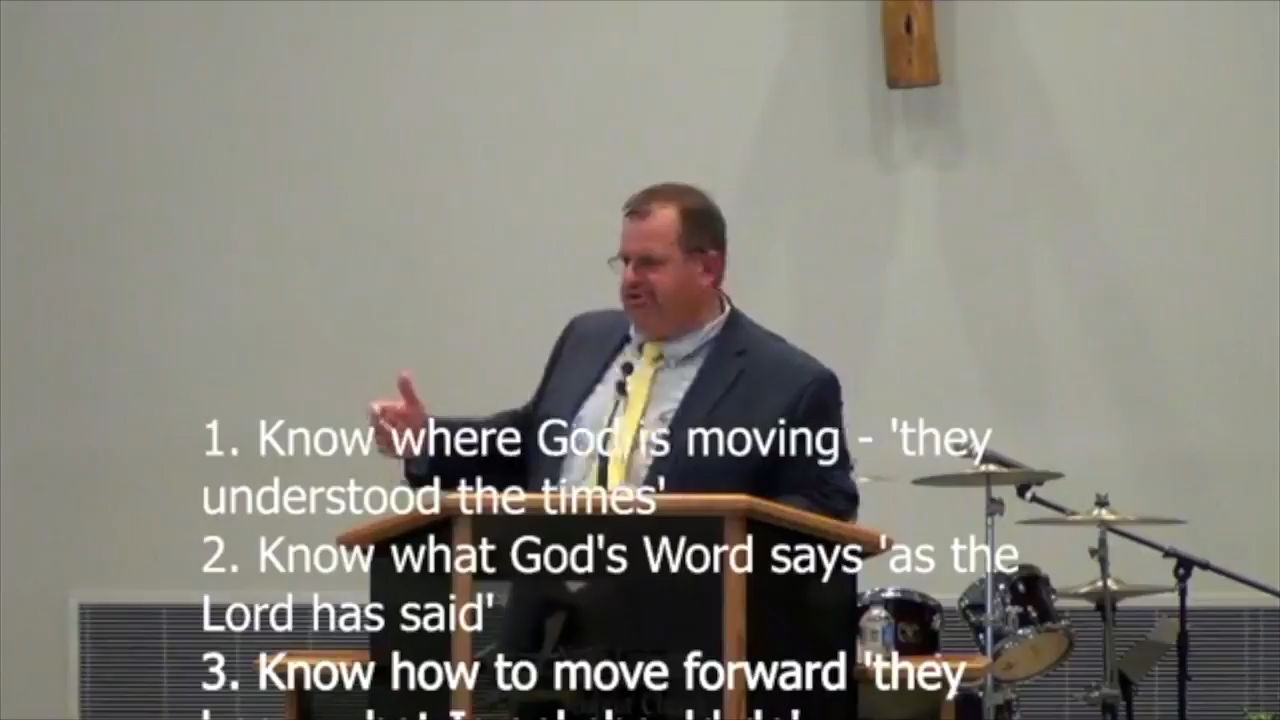 1. Know where God is moving - 'they
understood the times'
2. Know what God's Word says 'as the
Lord has said'
3. Know how to move forward 'they